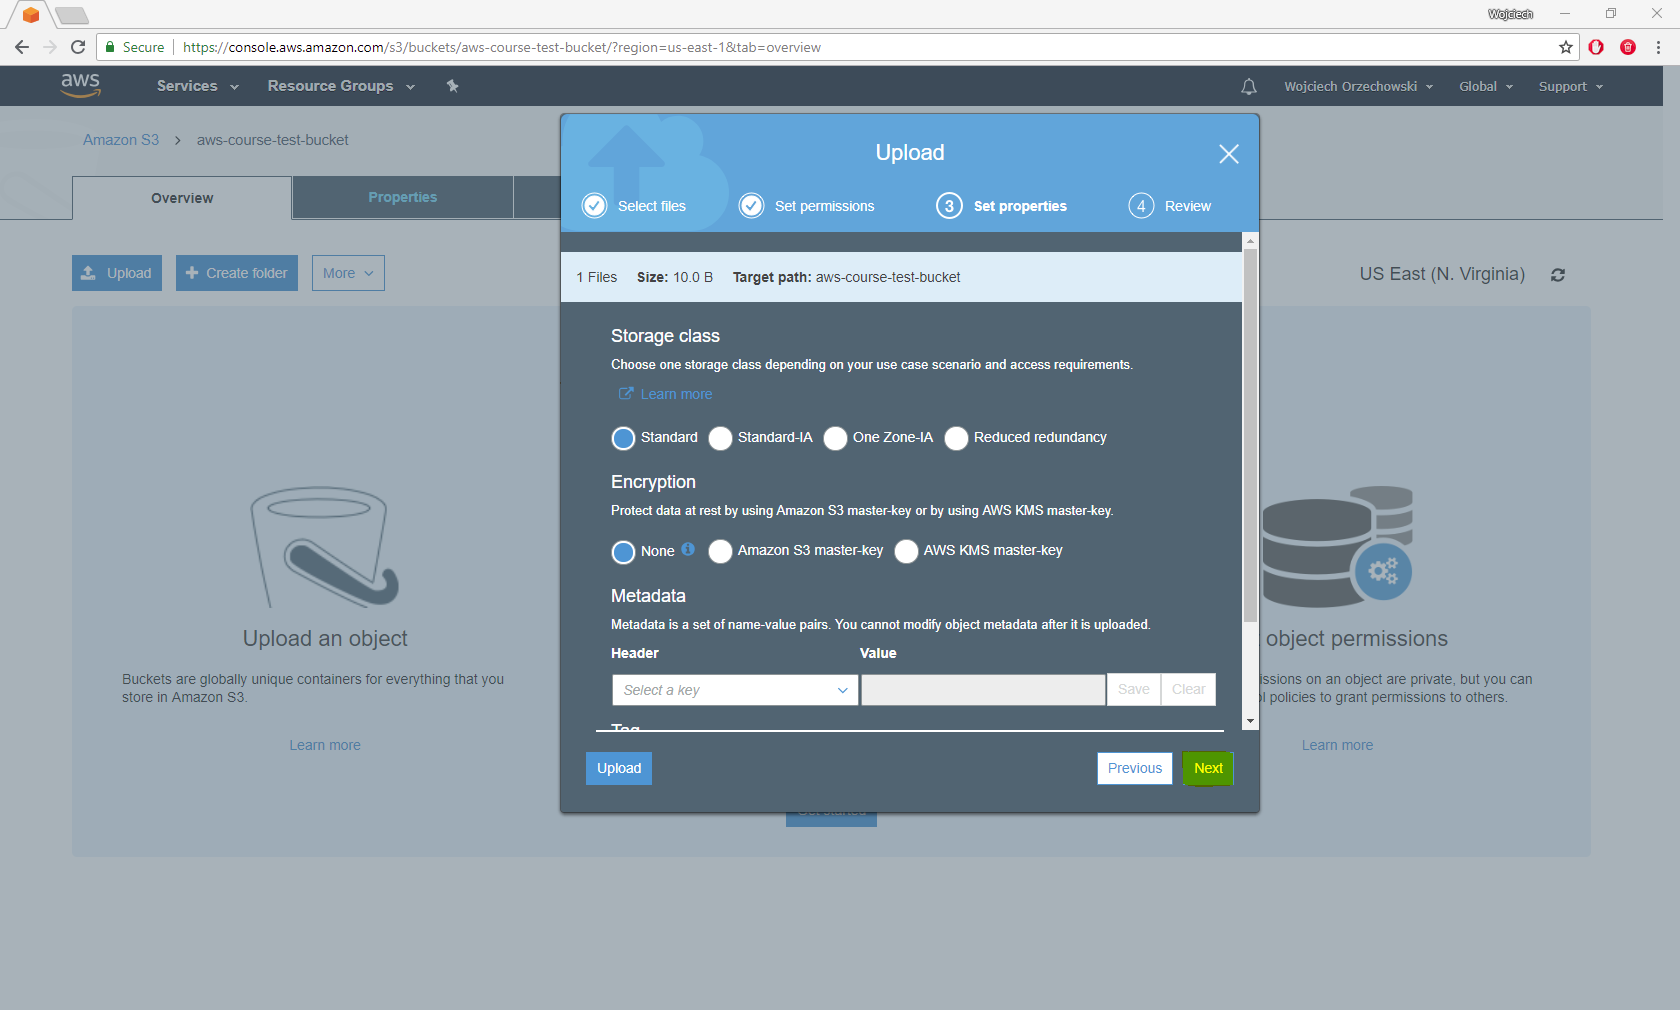 Wojciech
Secure https://console.aws.amazon.com/s3/buckets/aws-course-test-bucket/?region=us-east-1&tab=overview
aws Services Resource Groups Wojciech Orzechowski Global Support
Amazon S3 > aws-course-test-bucket
Overview Properties
Upload Create folder More US East (N. Virginia)
Upload an object
Buckets are globally unique containers for everything that you
store in Amazon S3.
Learn more
Upload
Select files Set permissions 3 Set properties 4 Review
1 Files Size: 10.0 B Target path: aws-course-test-bucket
Storage class
Choose one storage class depending on your use case scenario and access requirements.
Learn more
Standard Standard-IA One Zone-IA Reduced redundancy
Encryption
Protect data at rest by using Amazon S3 master-key or by using AWS KMS master-key.
None Amazon S3 master-key AWS KMS master-key
Metadata
Metadata is a set of name-value pairs. You cannot modify object metadata after it is uploaded.
Header Value
Select a key Save Clear
Tag
Upload Previous Next
Get started
object permissions
issions on an object are private, but you can
ol policies to grant permissions to others.
Learn more